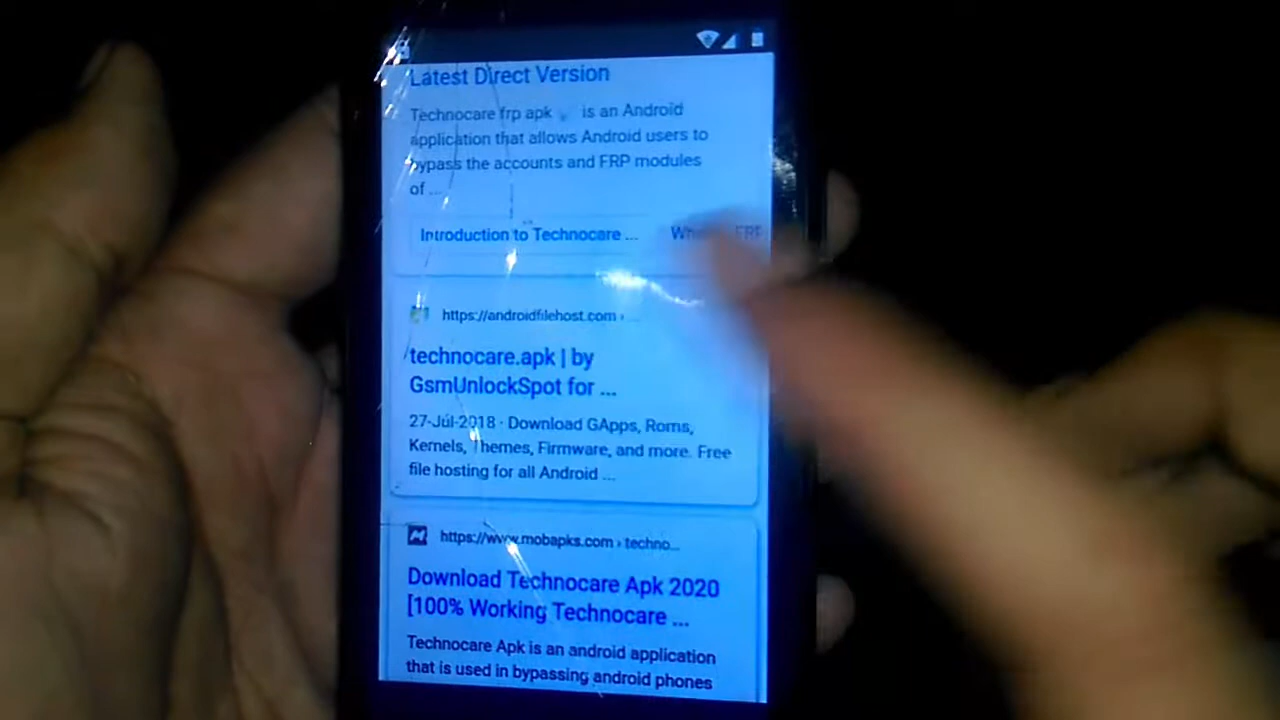 Latest Direct Version
Technocare frp apk is an Android
application that allows Android users to
bypass the accounts and FRP modules
of ...
Introduction to Technocare ...
FRP
https://androidfilehost.com ›
technocare.apk | by
GsmUnlockSpot for ...
27-Jul-2018 · Download GApps, Roms,
Kernels, Themes, Firmware, and more. Free
file hosting for all Android ...
https://www.mobapks.com › techno...
Download Technocare Apk 2020
[100% Working Technocare ...
Technocare Apk is an android application
that is used in bypassing android phones